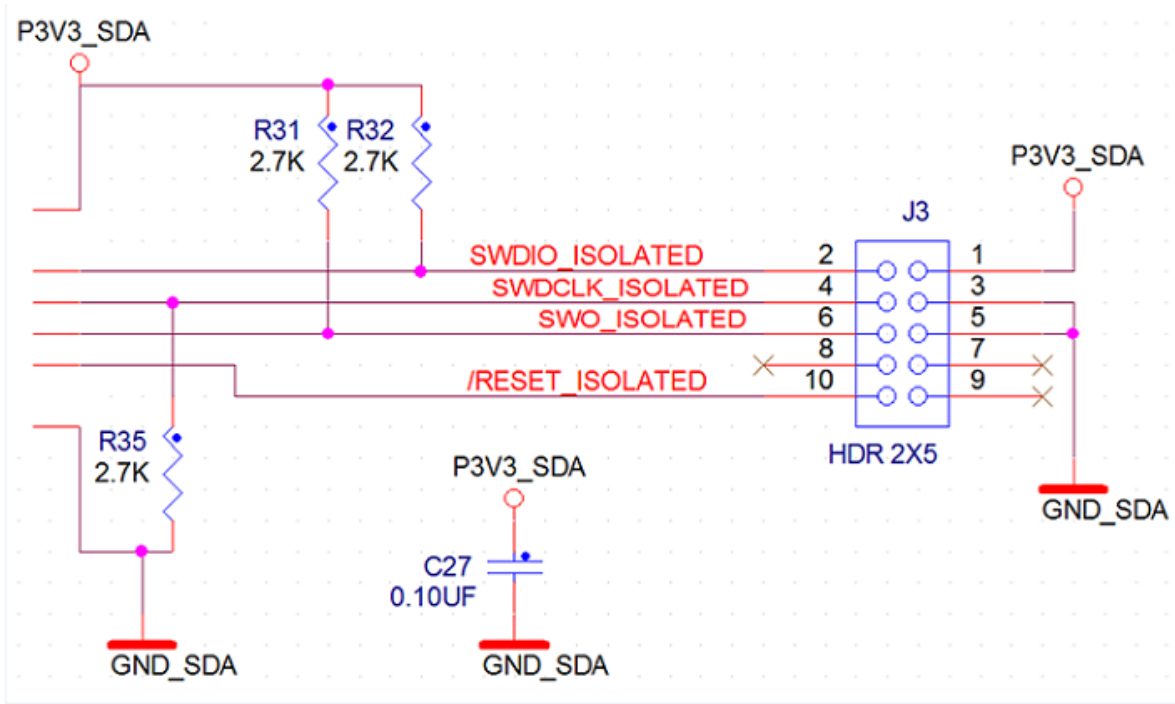 P3V3_SDA
R31
2.7K
R32
2.7K
P3V3_SDA
J3
SWDIO_ISOLATED
2
1
SWDCLK_ISOLATED
4
3
SWO_ISOLATED
6
5
8
7
/RESET_ISOLATED
10
9
HDR 2X5
R35
2.7K
P3V3_SDA
GND_SDA
C27
0.10UF
GND_SDA
GND_SDA